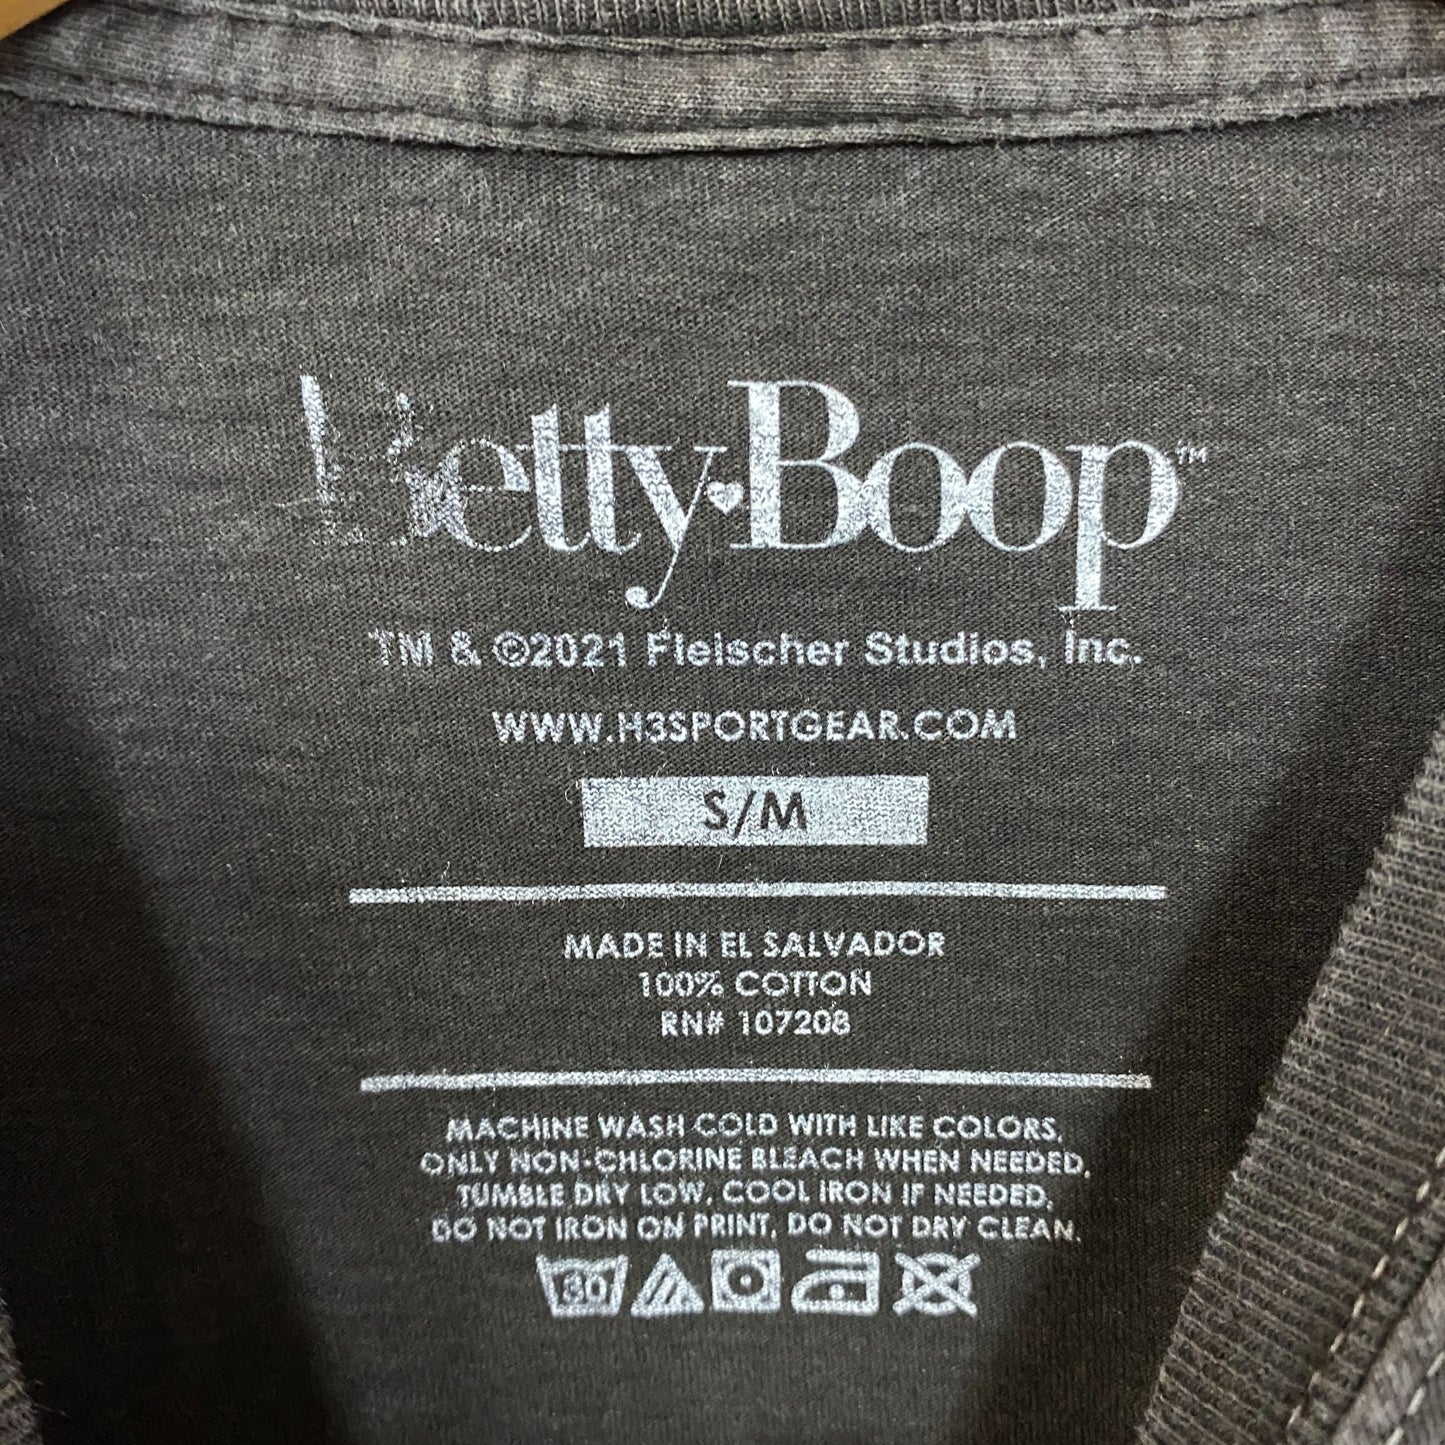 Betty Boop™
TM & ©2021 Fleischer Studios, Inc.
WWW.H3SPORTGEAR.COM
S/M
MADE IN EL SALVADOR
100% COTTON
RN# 107208
MACHINE WASH COLD WITH LIKE COLORS,
ONLY NON-CHLORINE BLEACH WHEN NEEDED,
TUMBLE DRY LOW, COOL IRON IF NEEDED,
DO NOT IRON ON PRINT, DO NOT DRY CLEAN.
30